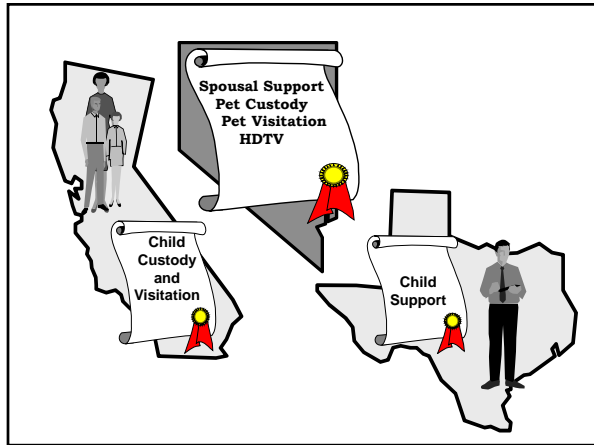 Spousal Support
Pet Custody
Pet Visitation
HDTV
Child
Custody
and
Visitation
Child
Support